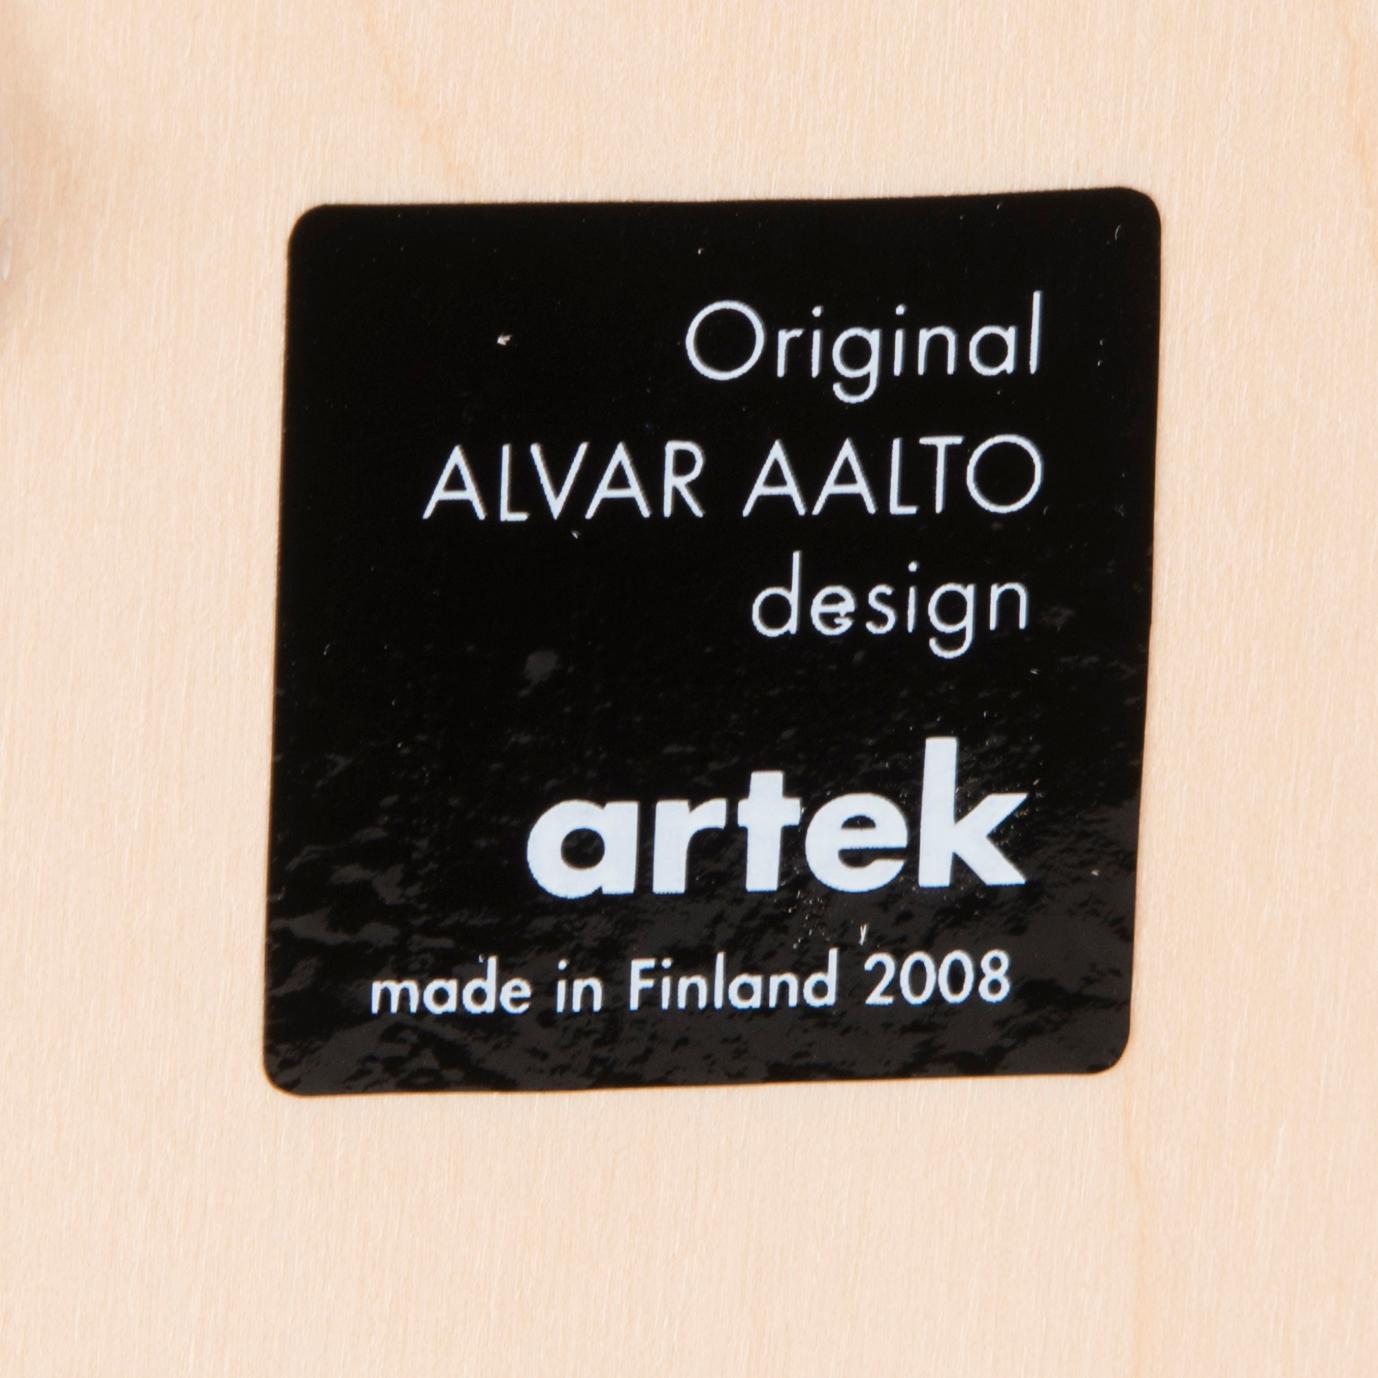 Original
ALVAR AALTO
design
artek
made in Finland 2008